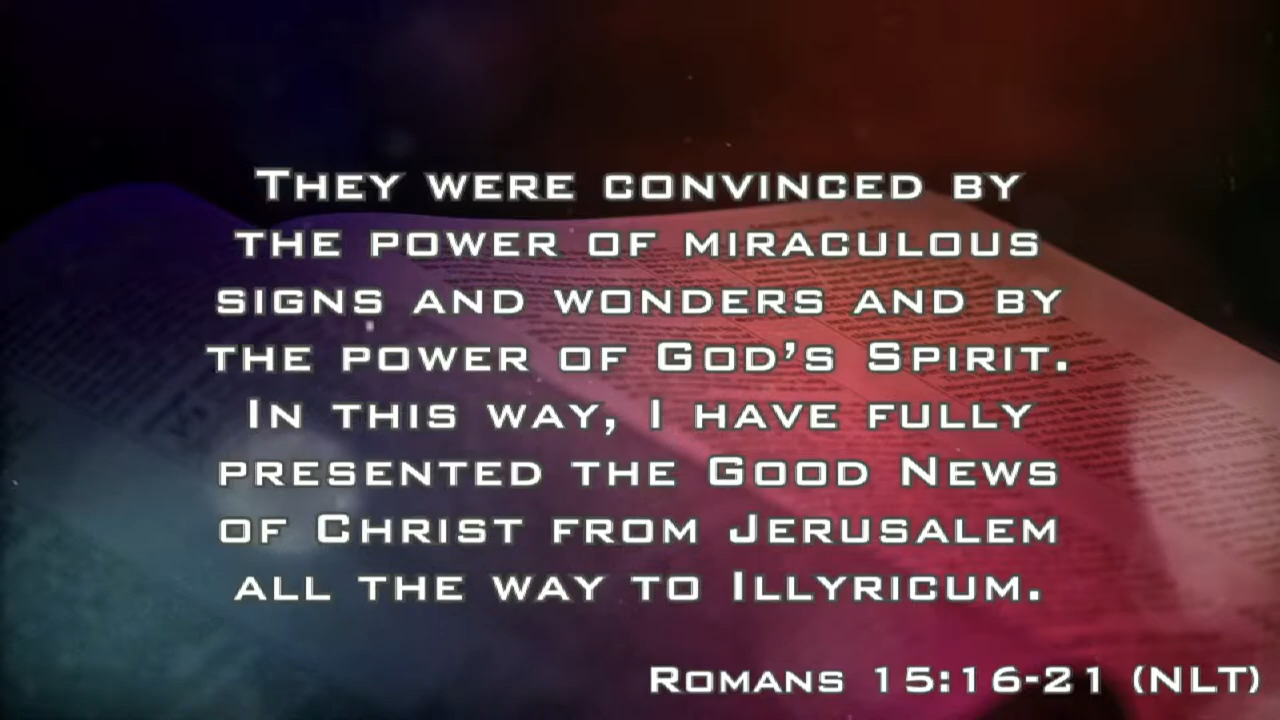 They were convinced by
the power of miraculous
signs and wonders and by
the power of God's Spirit.
In this way, I have fully
presented the Good News
of Christ from Jerusalem
all the way to Illyricum.
Romans 15:16-21 (NLT)